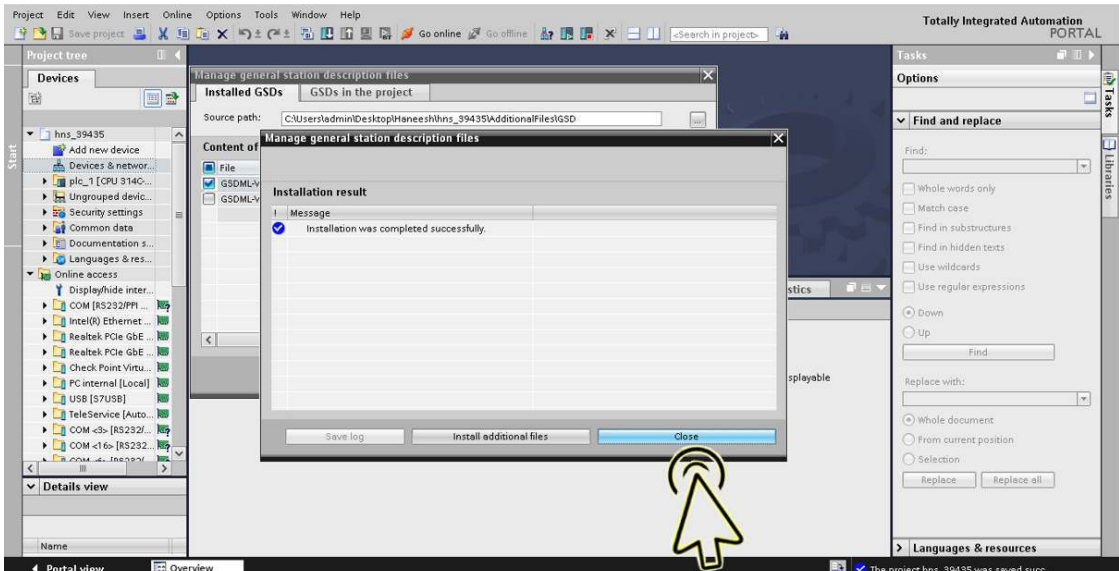 Project Edit View Insert Online Options Tools Window Help
Totally Integrated Automation
PORTAL
Save project
Go online
Go offline
<Search in project>
Project tree
Devices
hns_39435
Add new device
Devices & networ...
plc_1 [CPU 314C-...
Ungrouped devic...
Security settings
Common data
Documentation s...
Languages & res...
Online access
Display/hide inter...
COM [RS232/PPI ...
Intel(R) Ethernet ...
Realtek PCIe GbE ...
Realtek PCIe GbE ...
Check Point Virtu...
PC internal [Local]
USB [S7USB]
TeleService [Auto...
COM <3> [RS232/...
COM <16> [RS232...
Details view
Name
Start
Manage general station description files
Installed GSDs
GSDs in the project
Source path:
C:\Users\admin\Desktop\Haneesh\hns_39435\AdditionalFiles\GSD
Content of
File
GSDML-V
GSDML-V
Manage general station description files
Installation result
! Message
Installation was completed successfully.
Save log
Install additional files
Close
stics
splayable
Tasks
Options
Find and replace
Find:
Whole words only
Match case
Find in substructures
Find in hidden texts
Use wildcards
Use regular expressions
Down
Up
Find
Replace with:
Whole document
From current position
Selection
Replace
Replace all
Languages & resources
Tasks
Libraries
Portal view
Overview
The project hns_39435 was saved succ...